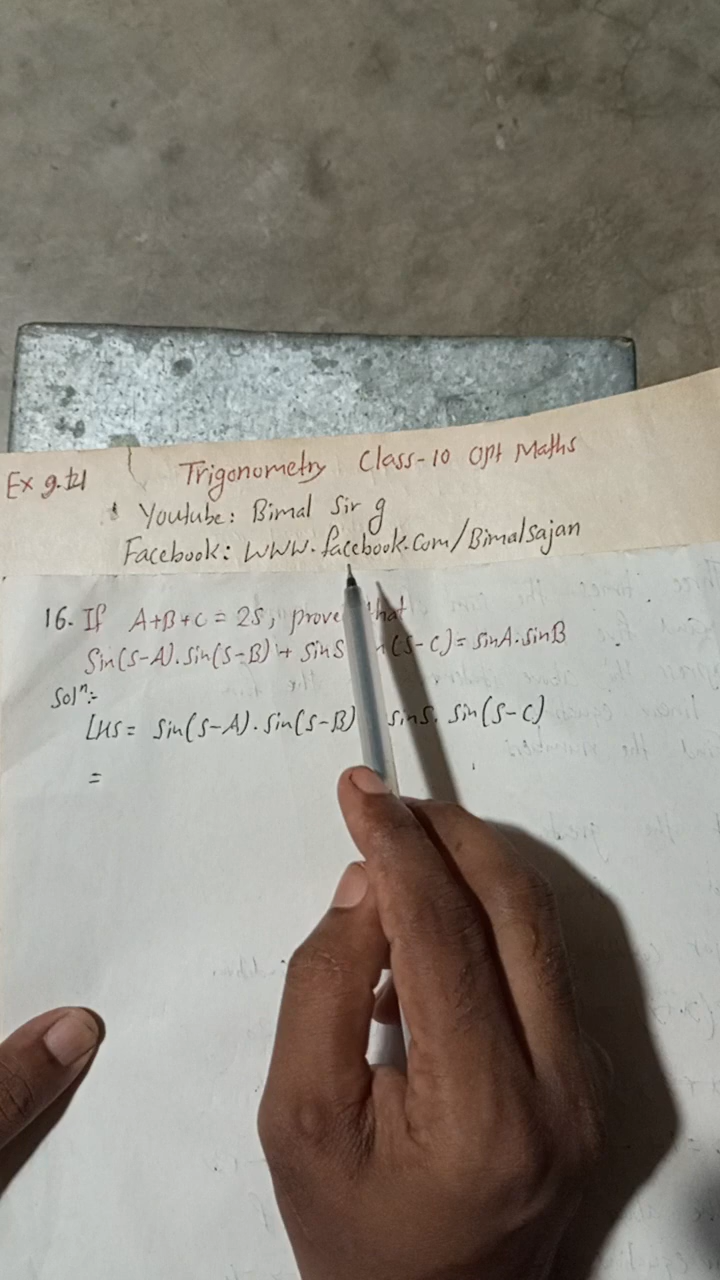 Ex 9.
Trigonometry Class-10 Opt Maths
Youtube: Bimal Sir g
Facebook: WWW.facebook.Com/Bimalsajan
16. If A+B+C = 2S, prove that
Sin(S-A).Sin(S-B) + SinS (S-C) = SinA.SinB
Solⁿ:-
LHS = Sin(S-A). Sin(S-B) SinS. Sin(S-C)
=